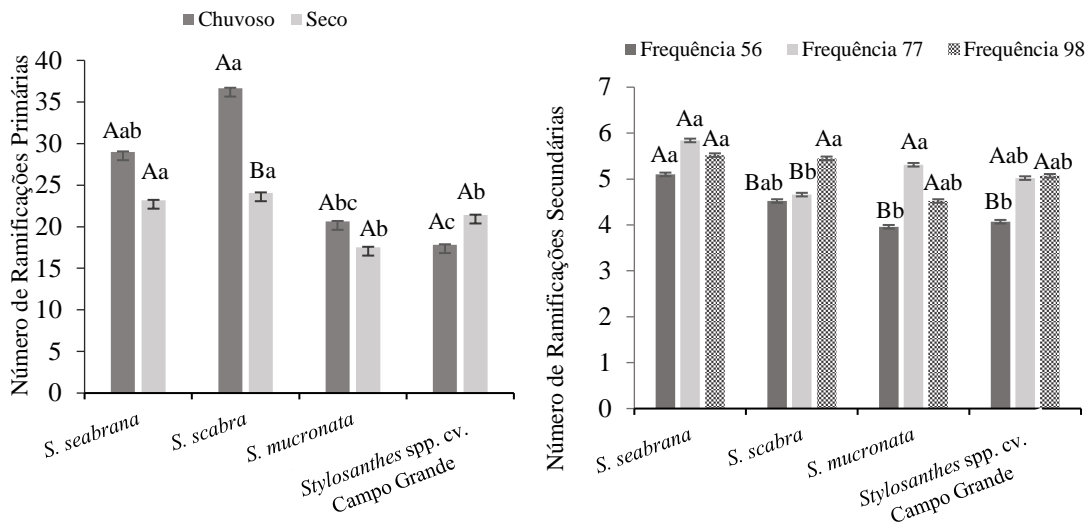 Chuvoso Seco
Número de Ramificações Primárias
40
35
30
25
20
15
10
5
0
Aab
Aa
Aa
Ba
Abc
Ab
Ac
Ab
S. seabrana
S. scabra
S. mucronata
Stylosanthes spp. cv.
Campo Grande
Frequência 56 Frequência 77 Frequência 98
Número de Ramificações Secundárias
7
6
5
4
3
2
1
0
Aa
Aa
Aa
Bab
Bb
Aa
Bb
Aa
Aab
Bb
Aab
Aab
S. seabrana
S. scabra
S. mucronata
Stylosanthes spp. cv.
Campo Grande